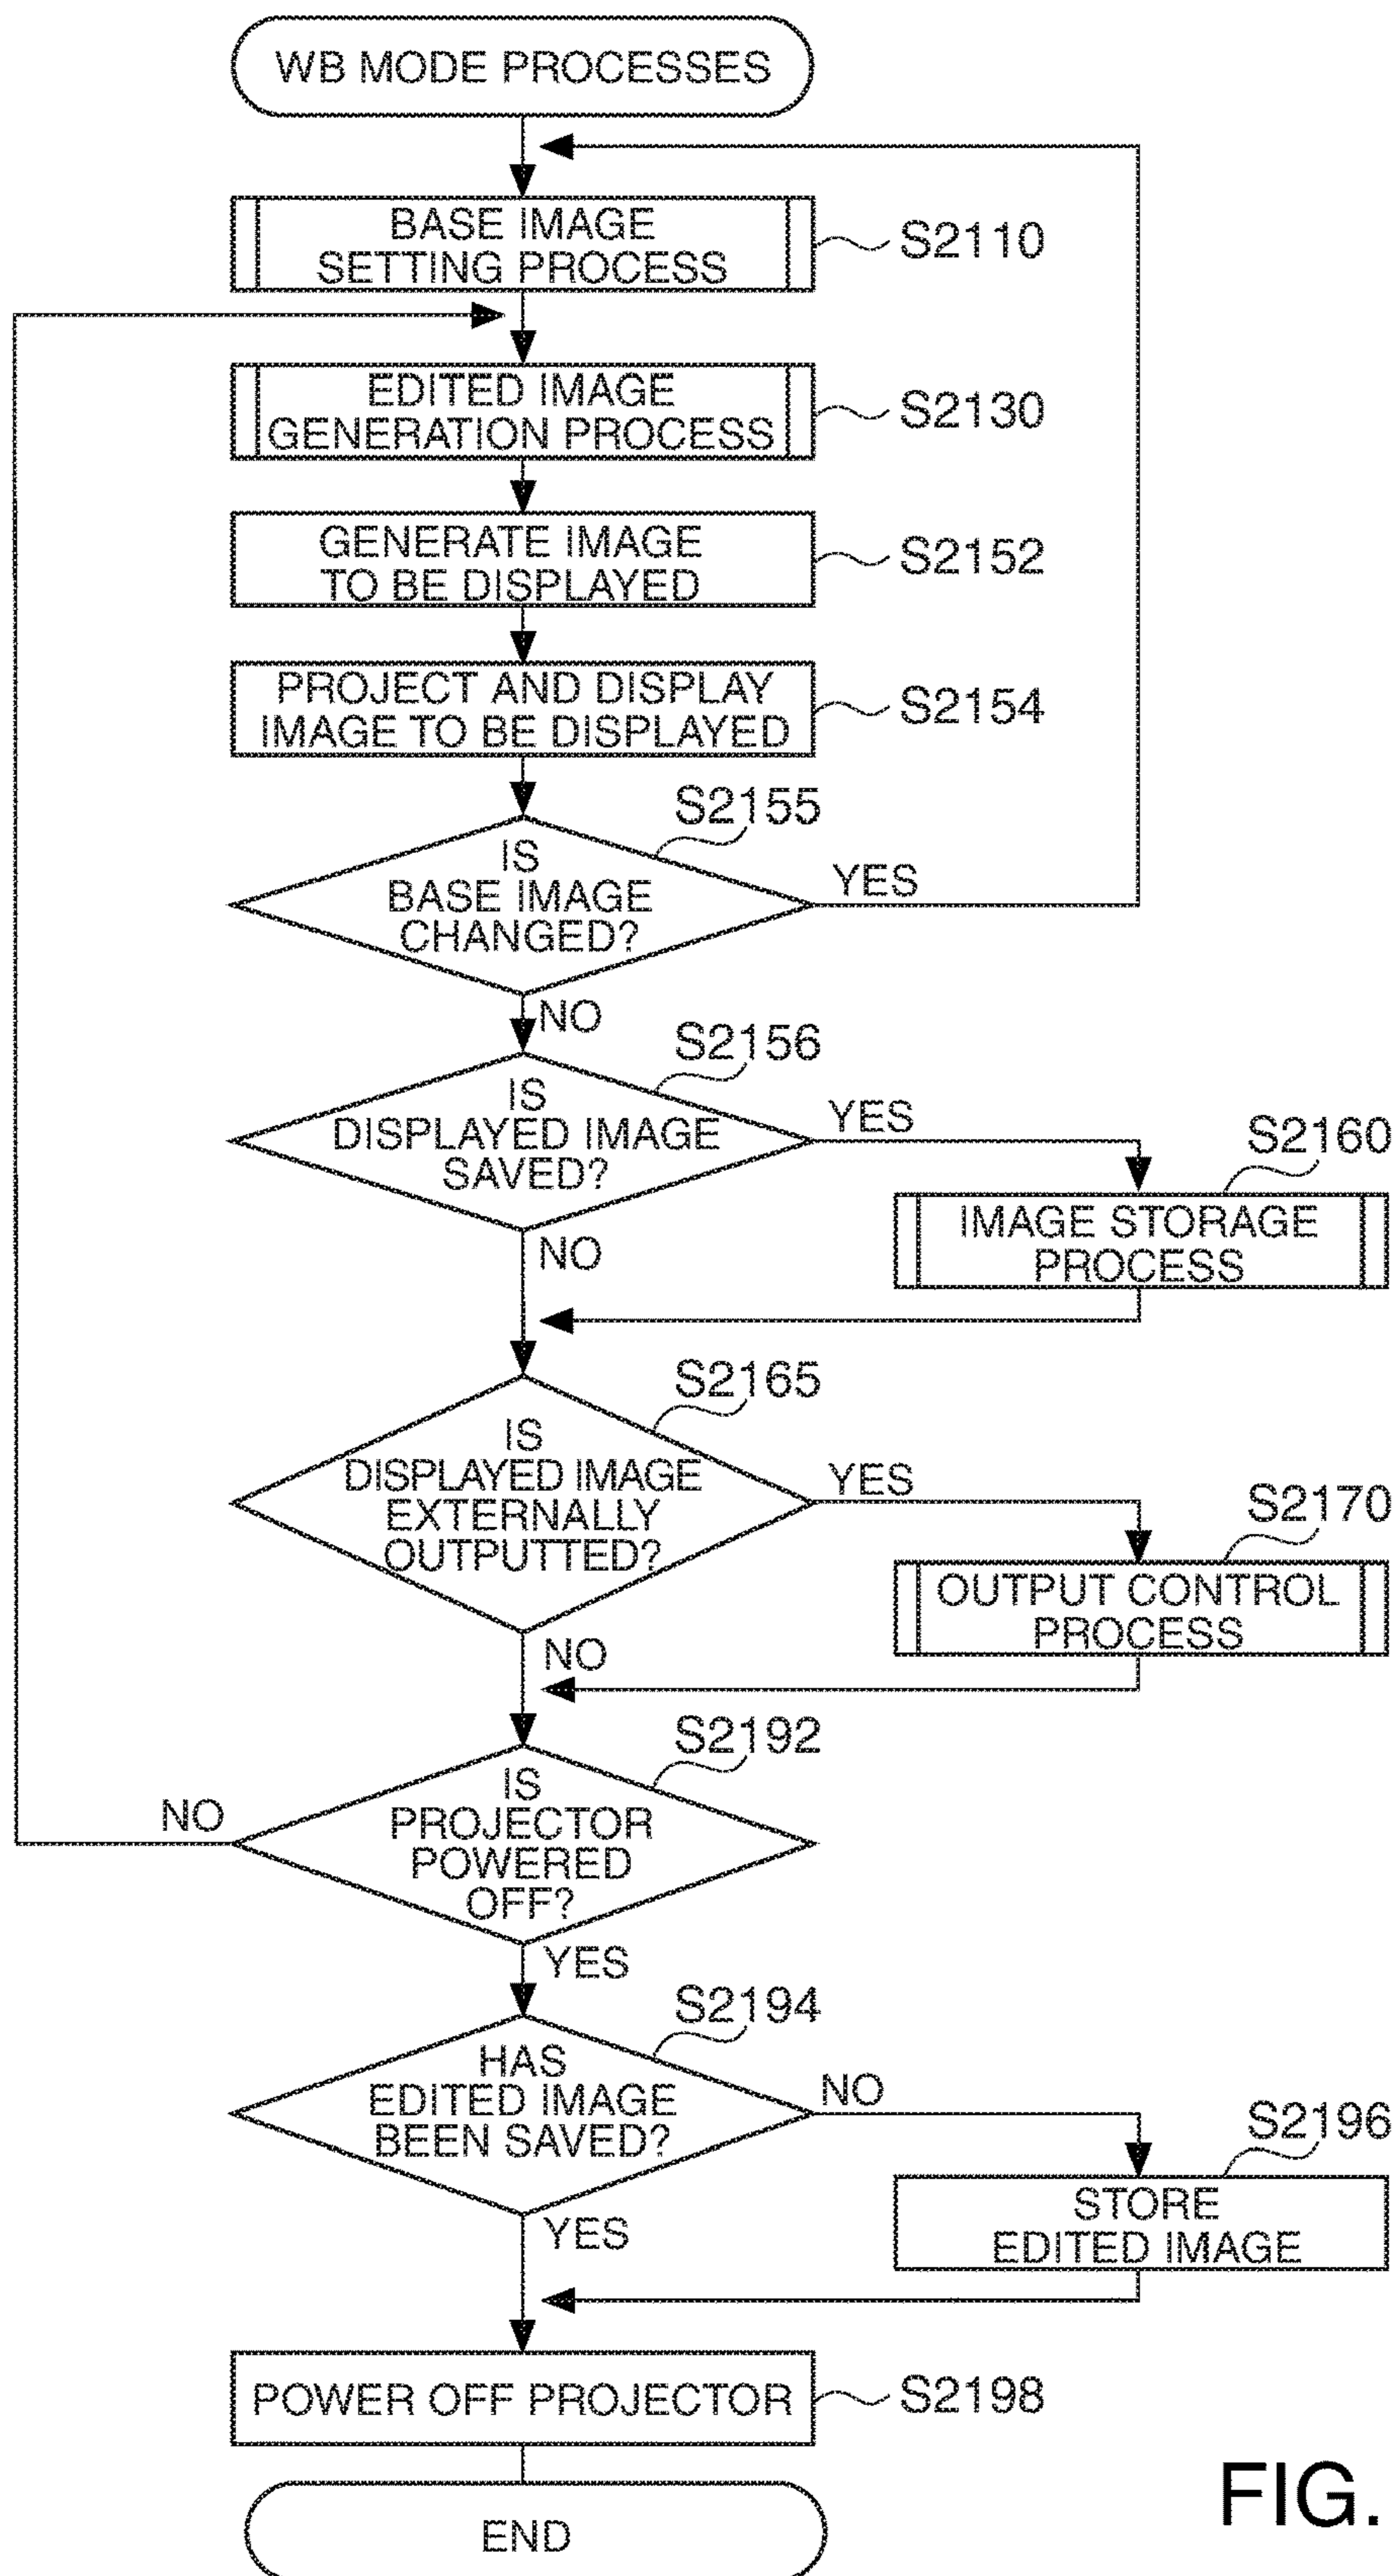 WB MODE PROCESSES
BASE IMAGE
SETTING PROCESS
S2110
EDITED IMAGE
GENERATION PROCESS
S2130
GENERATE IMAGE
TO BE DISPLAYED
S2152
PROJECT AND DISPLAY
IMAGE TO BE DISPLAYED
S2154
S2155
IS
BASE IMAGE
CHANGED?
YES
NO
S2156
IS
DISPLAYED IMAGE
SAVED?
YES
NO
S2160
IMAGE STORAGE
PROCESS
S2165
IS
DISPLAYED IMAGE
EXTERNALLY
OUTPUTTED?
YES
NO
S2170
OUTPUT CONTROL
PROCESS
S2192
IS
PROJECTOR
POWERED
OFF?
NO
YES
S2194
HAS
EDITED IMAGE
BEEN SAVED?
NO
YES
S2196
STORE
EDITED IMAGE
POWER OFF PROJECTOR
S2198
END
FIG.